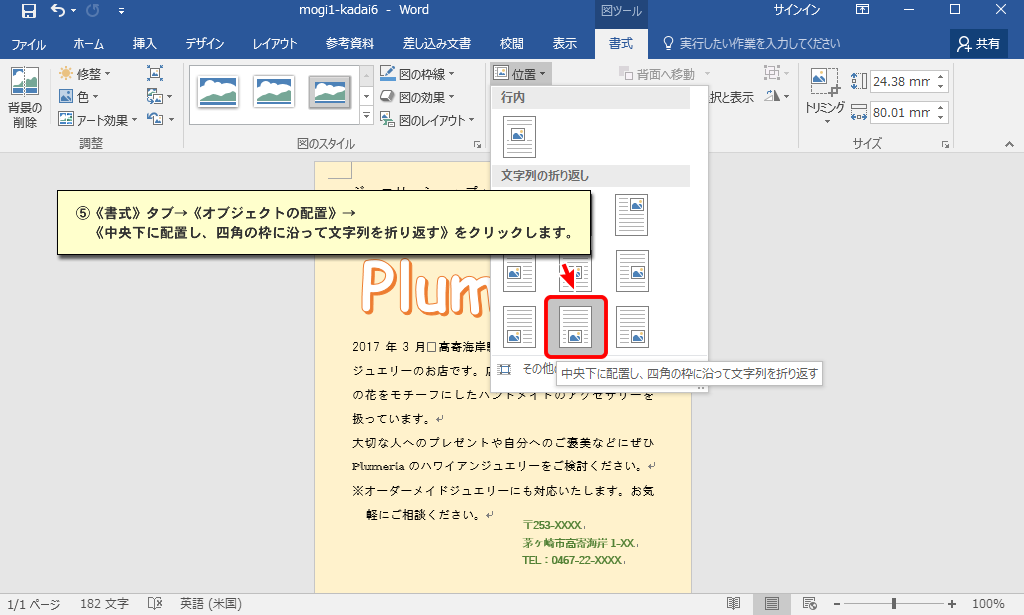 mogi1-kadai6 - Word
図ツール
サインイン
ファイル ホーム 挿入 デザイン レイアウト 参考資料 差し込み文書 校閲 表示 書式 実行したい作業を入力してください 共有
背景の
削除
修整
色
アート効果
調整
図の枠線
図の効果
図のレイアウト
図のスタイル
位置
背面へ移動
択と表示
トリミング
24.38 mm
80.01 mm
サイズ
行内
文字列の折り返し
⑤《書式》タブ→《オブジェクトの配置》→
《中央下に配置し、四角の枠に沿って文字列を折り返す》をクリックします。
その他
中央下に配置し、四角の枠に沿って文字列を折り返す
Plum
2017 年 3 月□高寄海岸
ジュエリーのお店です。
の花をモチーフにしたハンドメイドのアクセサリーを
扱っています。↵
大切な人へのプレゼントや自分へのご褒美などにぜひ
Plumeria のハワイアンジュエリーをご検討ください。↵
※オーダーメイドジュエリーにも対応いたします。お気
軽にご相談ください。↵
〒253-XXXX↓
茅ヶ崎市高寄海岸 1-XX↓
TEL：0467-22-XXXX↓
1/1 ページ 182 文字 英語 (米国) 100%